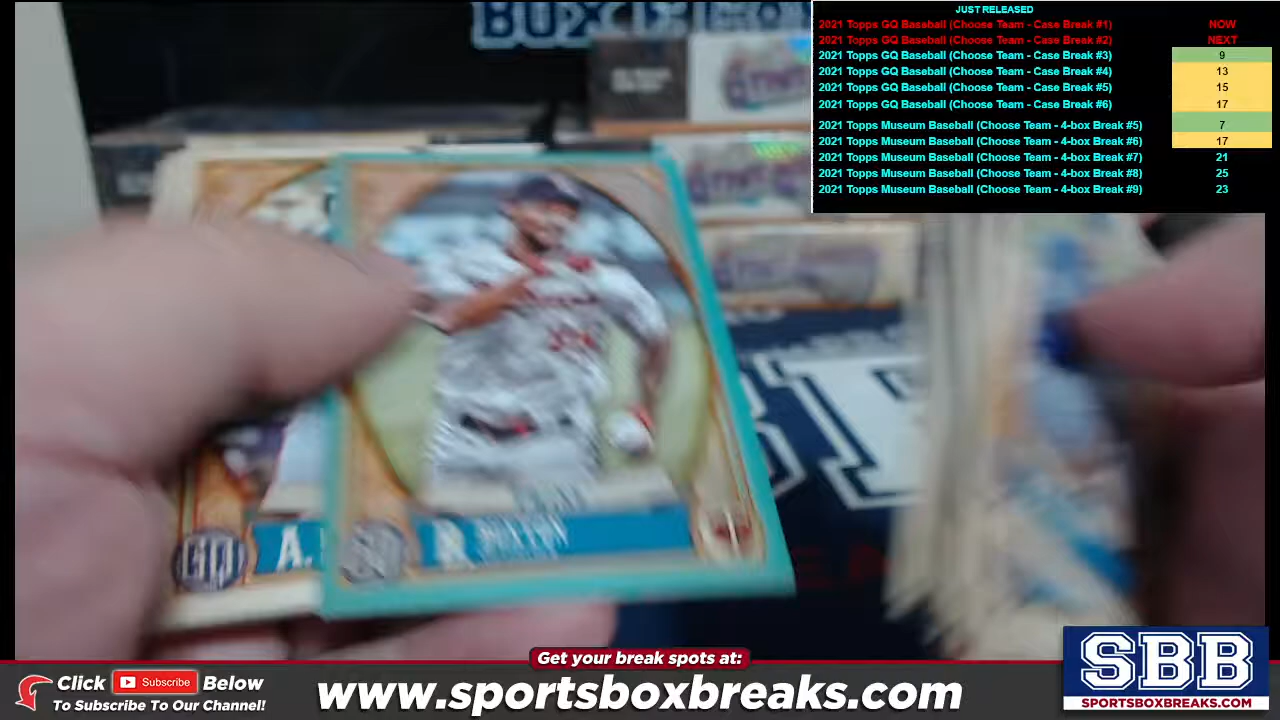 JUST RELEASED
2021 Topps GQ Baseball (Choose Team - Case Break #1) NOW
2021 Topps GQ Baseball (Choose Team - Case Break #2) NEXT
2021 Topps GQ Baseball (Choose Team - Case Break #3) 9
2021 Topps GQ Baseball (Choose Team - Case Break #4) 13
2021 Topps GQ Baseball (Choose Team - Case Break #5) 15
2021 Topps GQ Baseball (Choose Team - Case Break #6) 17
2021 Topps Museum Baseball (Choose Team - 4-box Break #5) 7
2021 Topps Museum Baseball (Choose Team - 4-box Break #6) 17
2021 Topps Museum Baseball (Choose Team - 4-box Break #7) 21
2021 Topps Museum Baseball (Choose Team - 4-box Break #8) 25
2021 Topps Museum Baseball (Choose Team - 4-box Break #9) 23
GQ A.
Get your break spots at:
Click Subscribe Below
To Subscribe To Our Channel!
www.sportsboxbreaks.com
SBB
SPORTSBOXBREAKS.COM